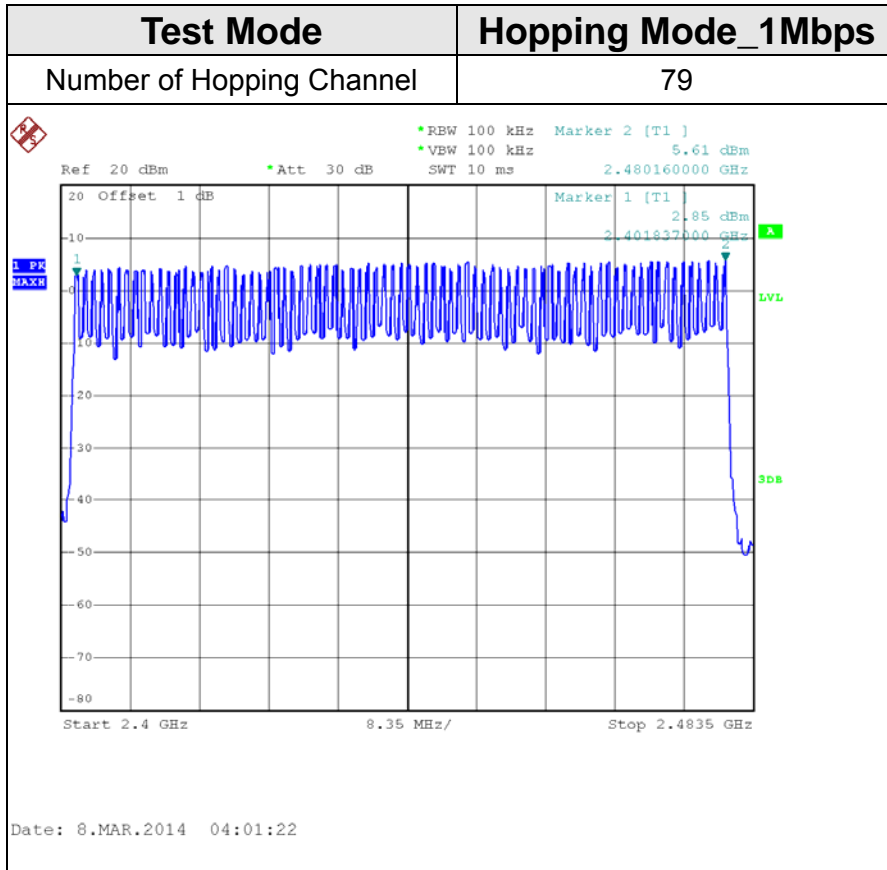 Test Mode
Hopping Mode_1Mbps
Number of Hopping Channel
79
R S
*RBW 100 kHz Marker 2 [T1 ]
*VBW 100 kHz 5.61 dBm
Ref 20 dBm *Att 30 dB SWT 10 ms 2.480160000 GHz
20 Offset 1 dB Marker 1 [T1 ]
2.85 dBm
2.401837000 GHz
A
10
1 2
1 PK
MAXH
0
LVL
-10
-20
-30
3DB
-40
-50
-60
-70
-80
Start 2.4 GHz 8.35 MHz/ Stop 2.4835 GHz
Date: 8.MAR.2014 04:01:22